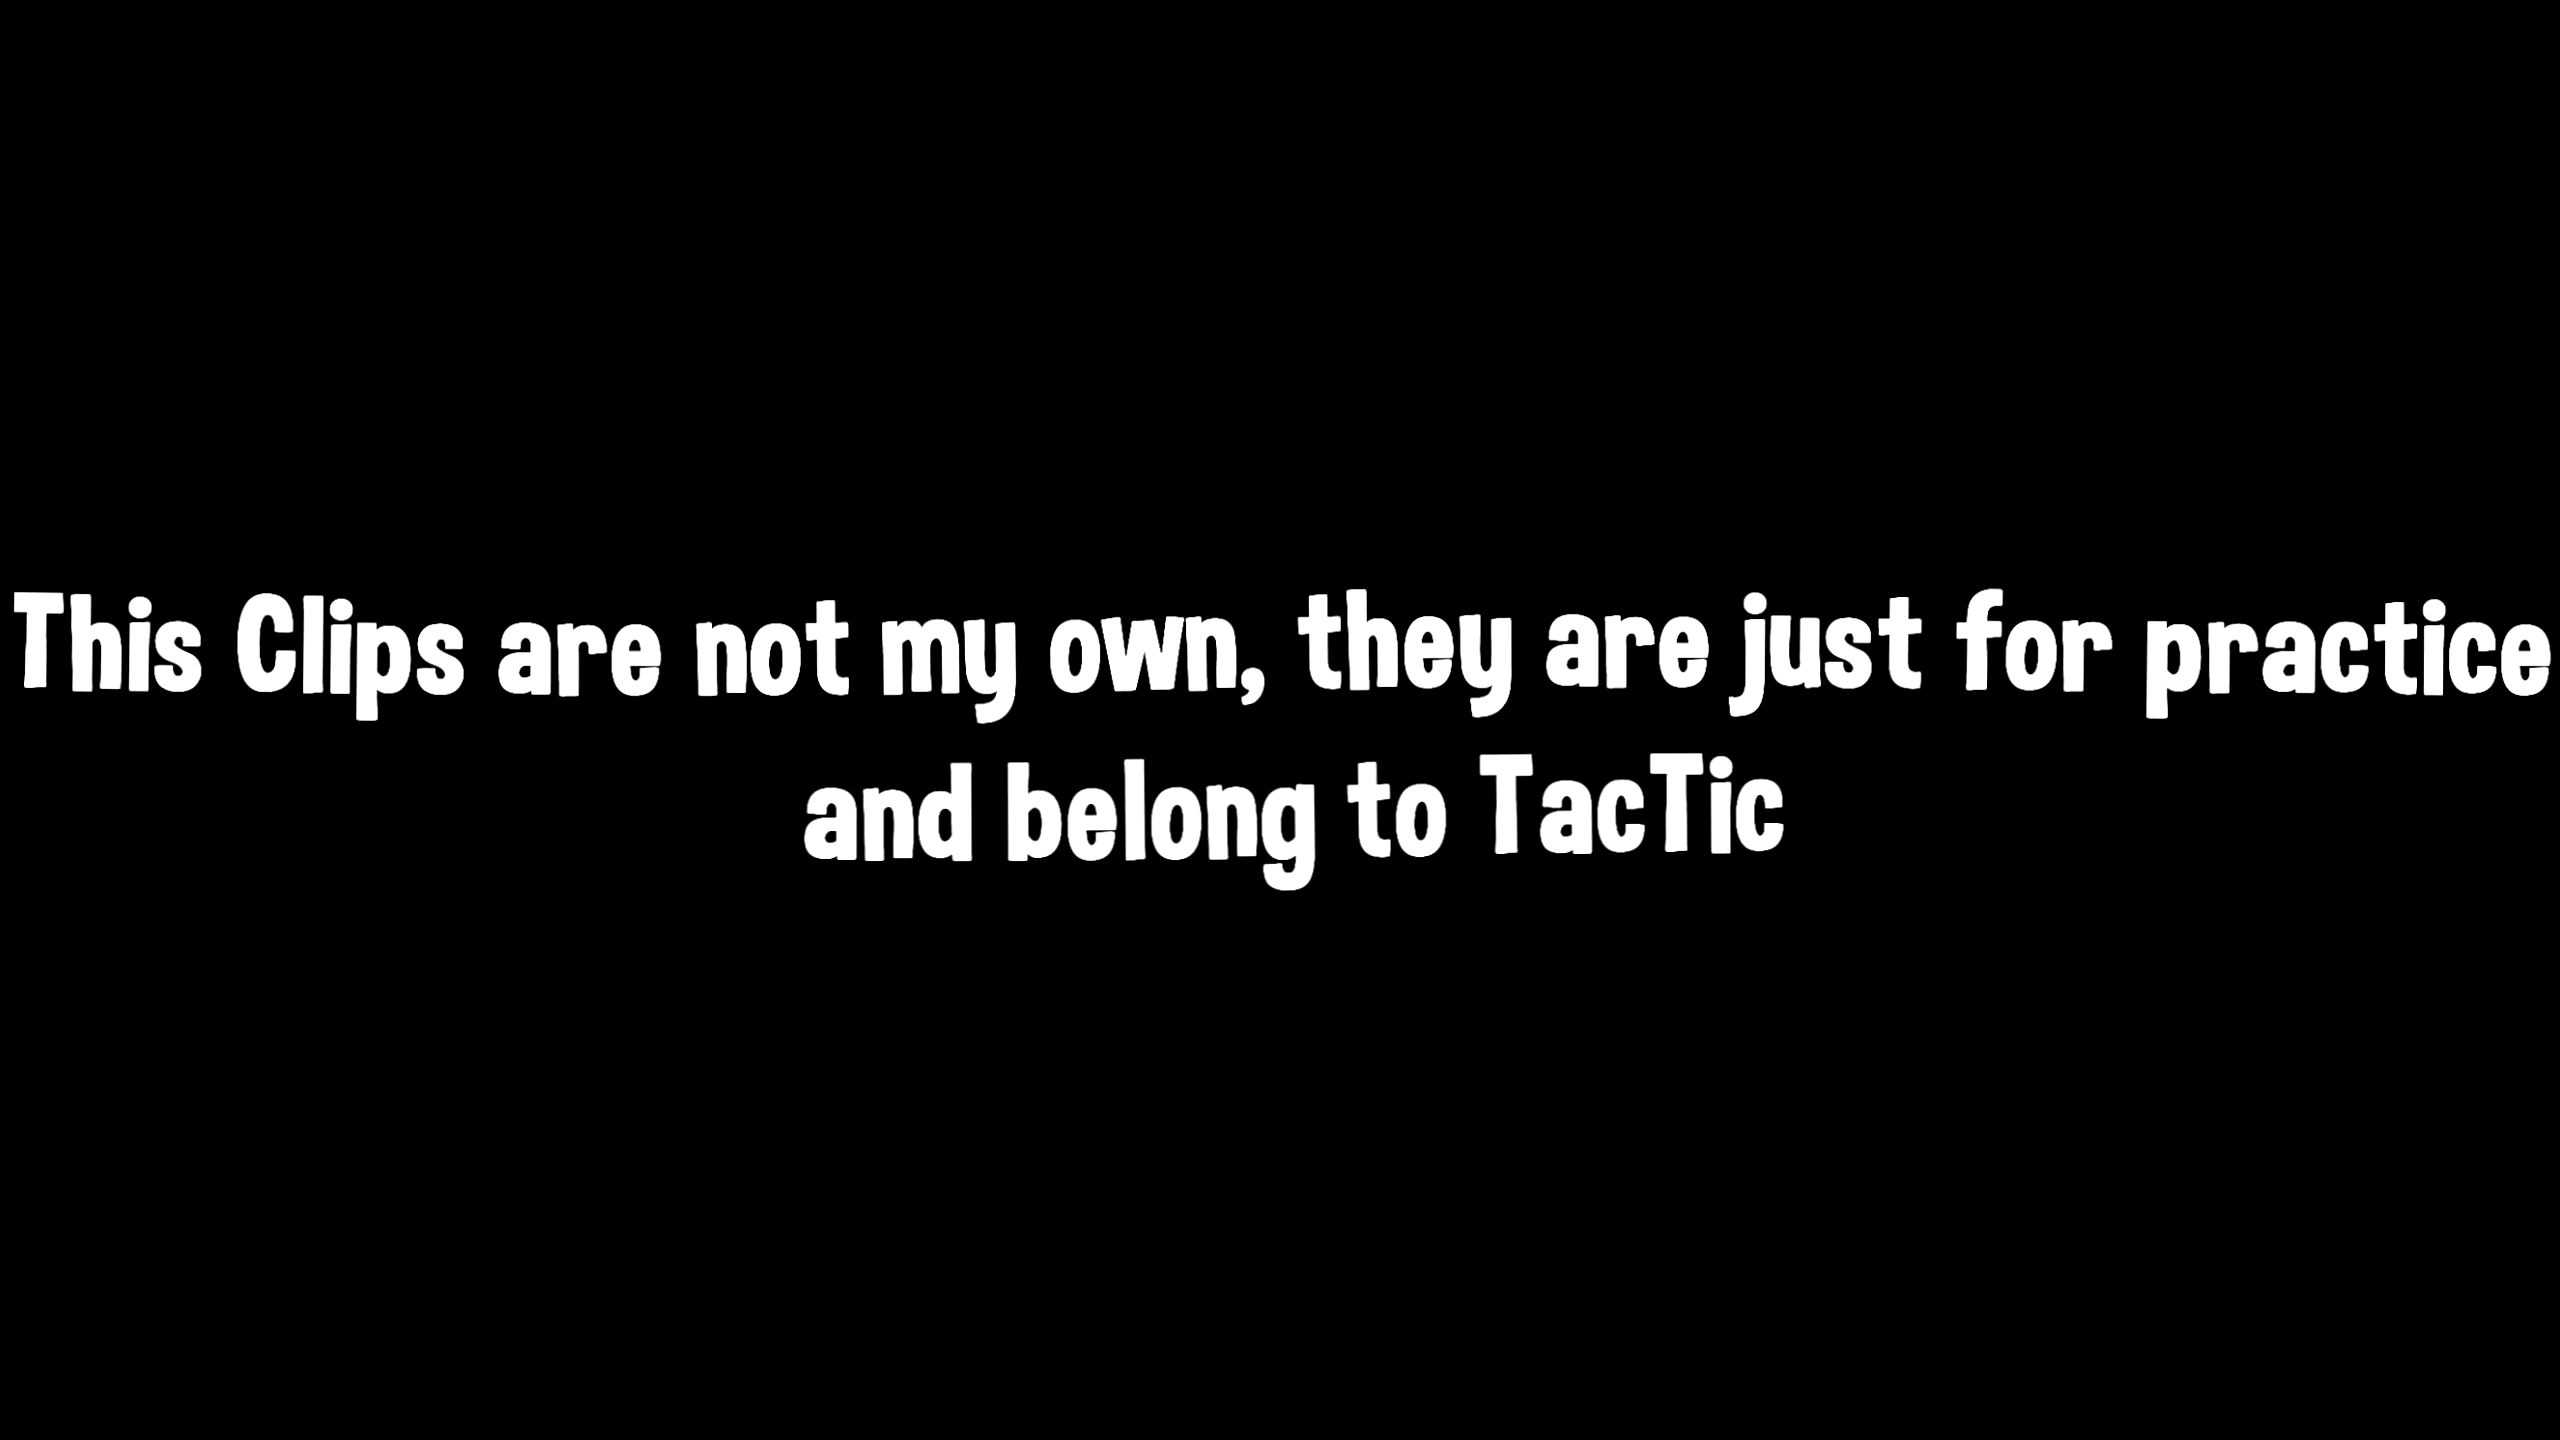 This Clips are not my own, they are just for practice
and belong to TacTic